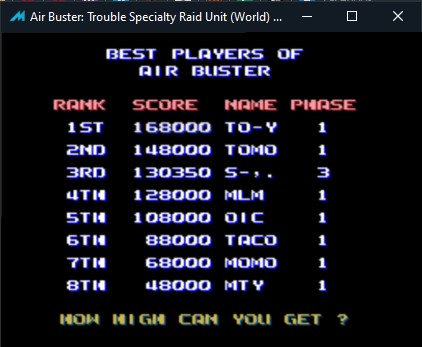 Air Buster: Trouble Specialty Raid Unit (World) ...
BEST PLAYERS OF
AIR BUSTER
RANK SCORE NAME PHASE
1ST 168000 TO-Y 1
2ND 148000 TOMO 1
3RD 130350 S-,. 3
4TH 128000 MLM 1
5TH 108000 OIC 1
6TH 88000 TACO 1
7TH 68000 MOMO 1
8TH 48000 MTY 1
HOW HIGH CAN YOU GET ?